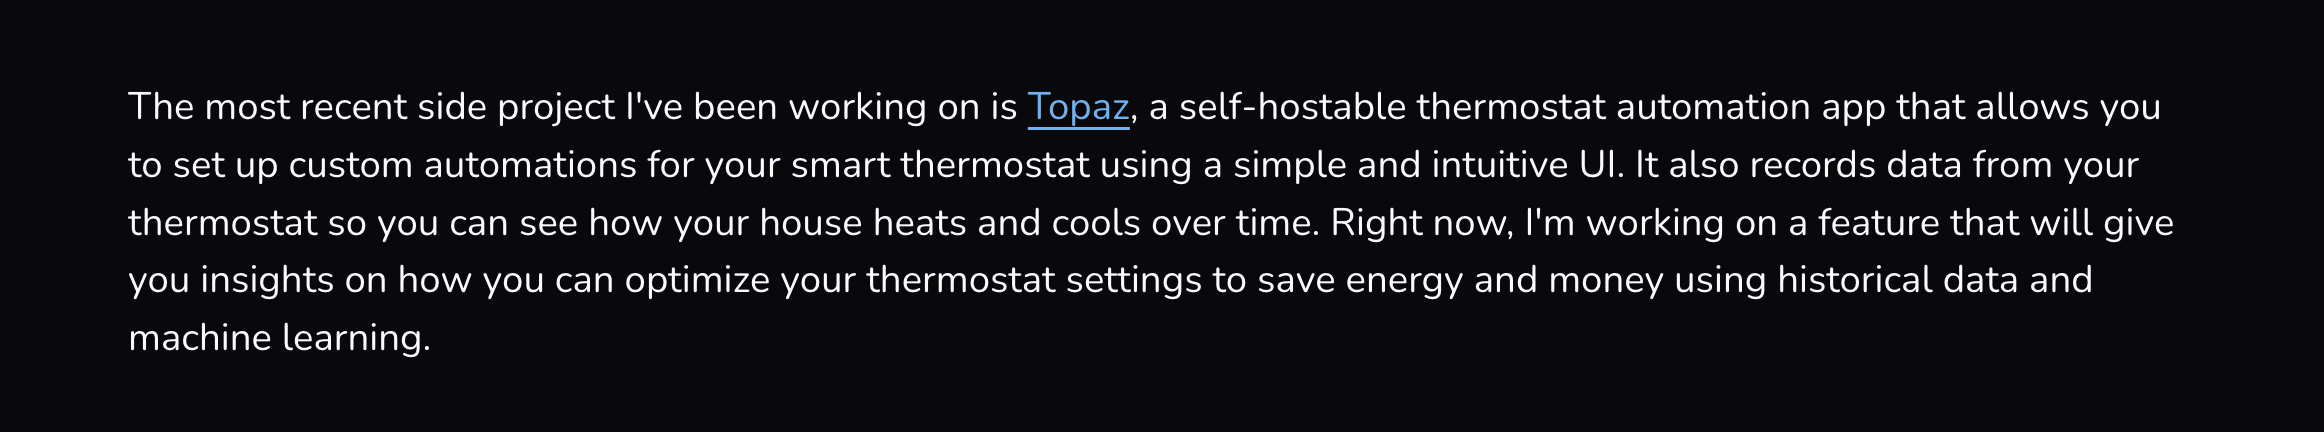 The most recent side project I've been working on is Topaz, a self-hostable thermostat automation app that allows you
to set up custom automations for your smart thermostat using a simple and intuitive UI. It also records data from your
thermostat so you can see how your house heats and cools over time. Right now, I'm working on a feature that will give
you insights on how you can optimize your thermostat settings to save energy and money using historical data and
machine learning.